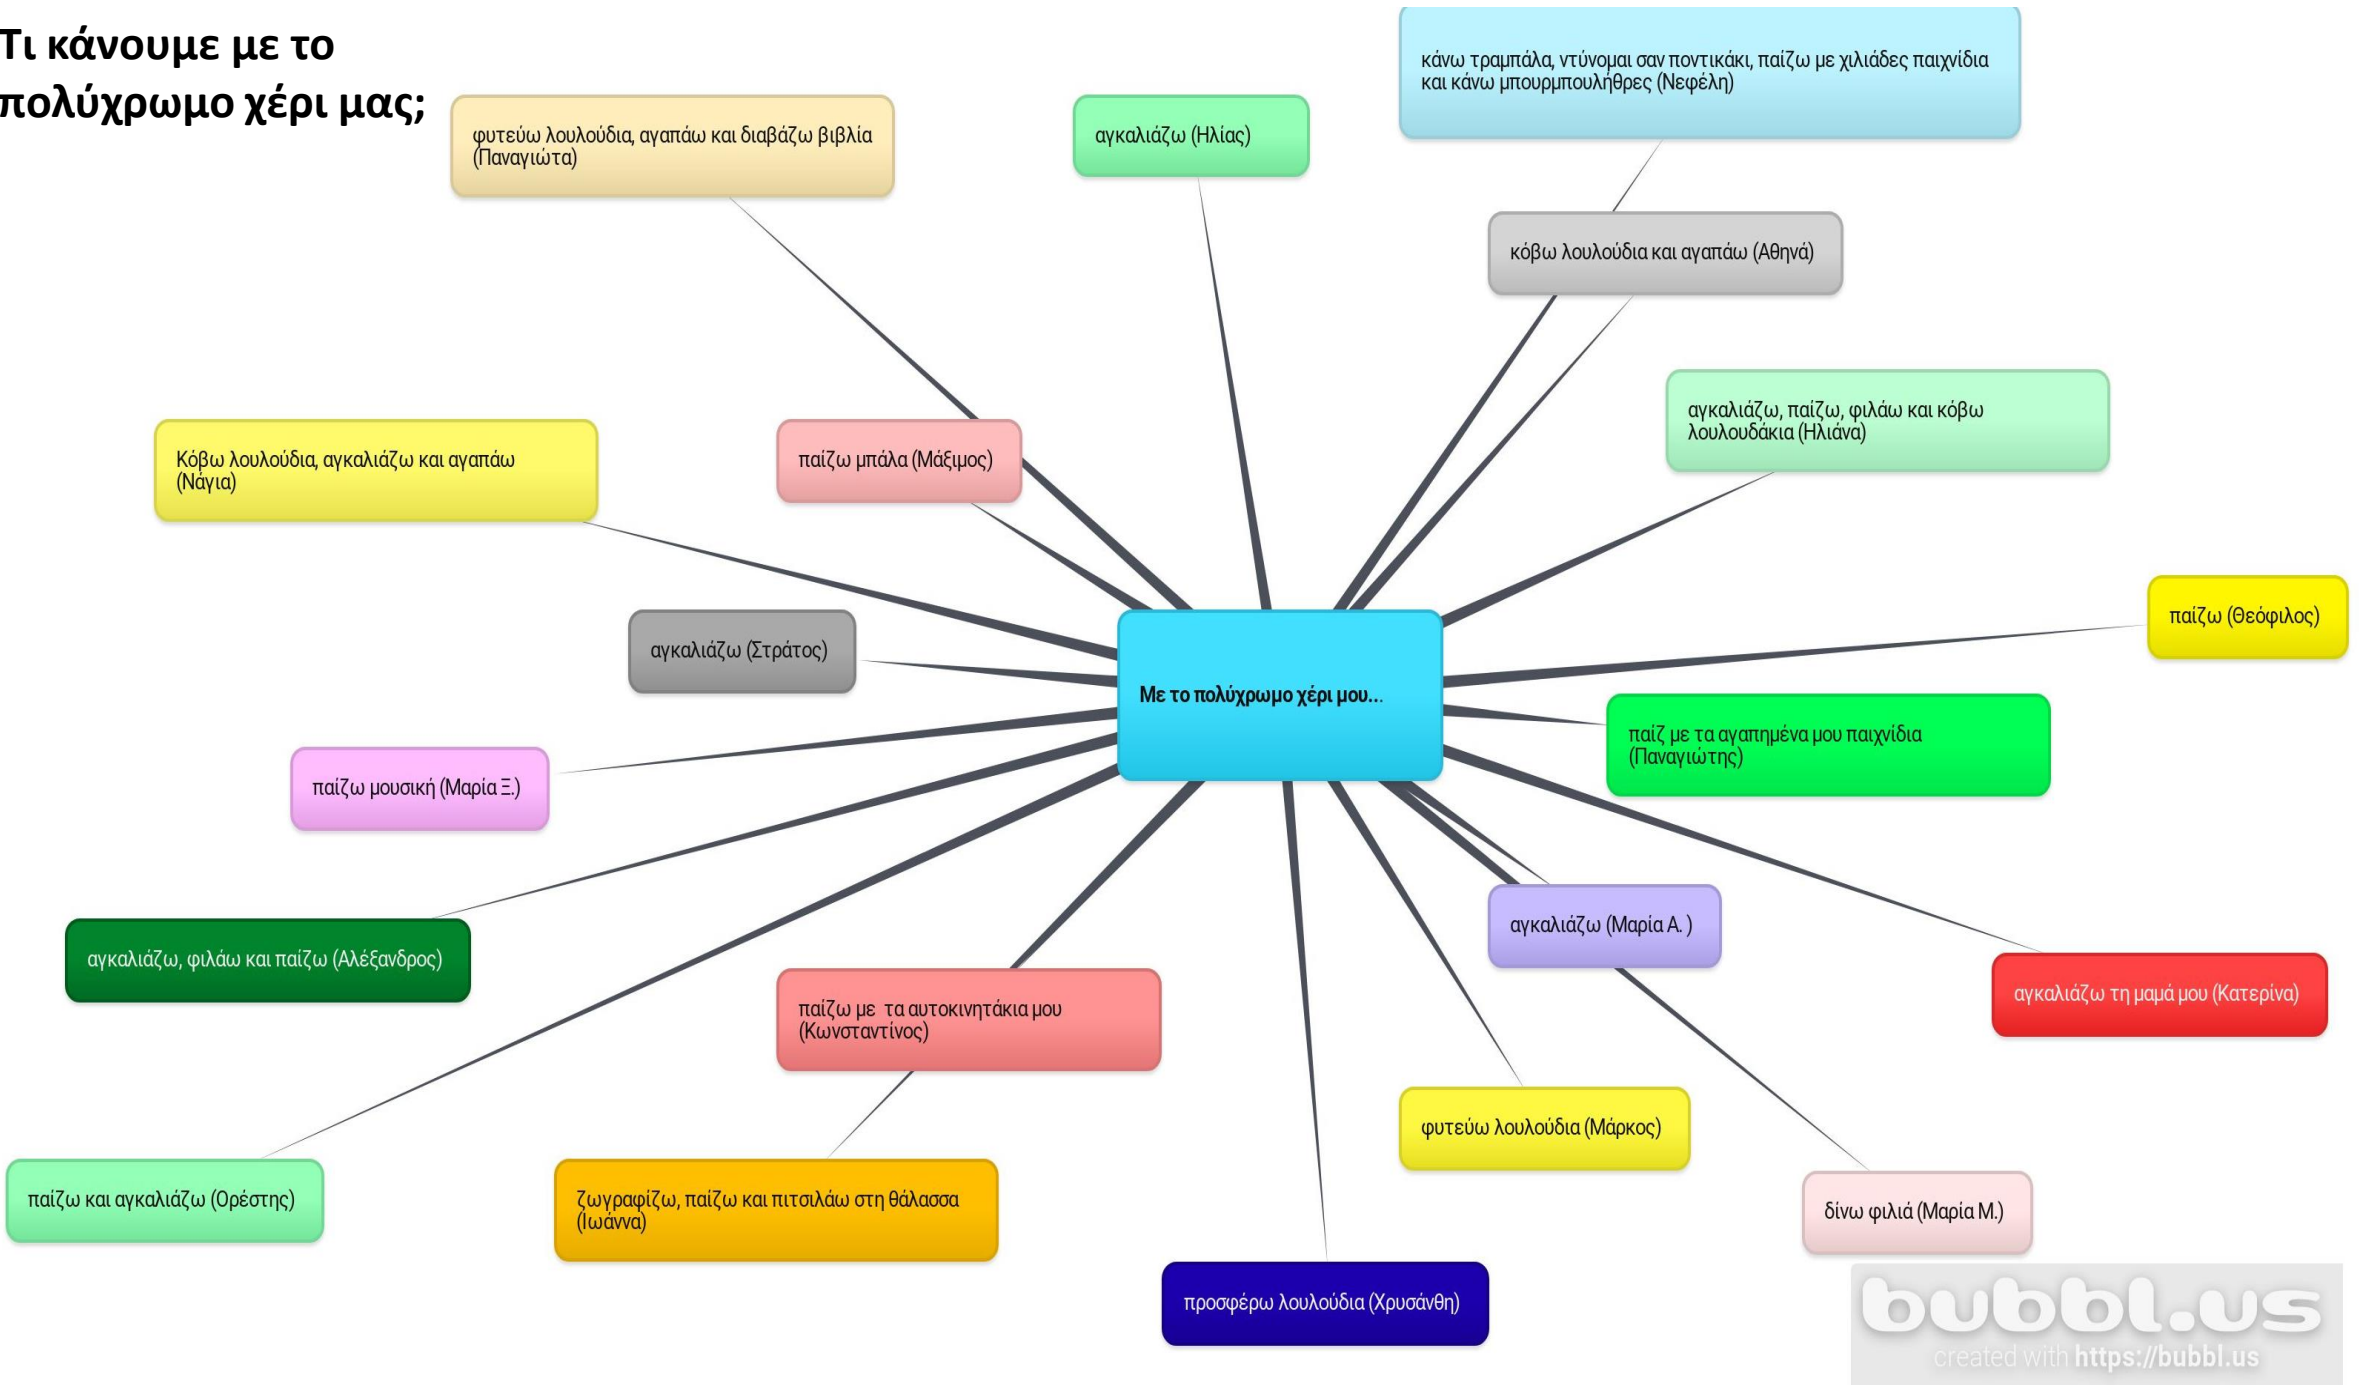 Τι κάνουμε με το
πολύχρωμο χέρι μας;
κάνω τραμπάλα, ντύνομαι σαν ποντικάκι, παίζω με χιλιάδες παιχνίδια
και κάνω μπουρμπουλήθρες (Νεφέλη)
φυτεύω λουλούδια, αγαπάω και διαβάζω βιβλία
(Παναγιώτα)
αγκαλιάζω (Ηλίας)
κόβω λουλούδια και αγαπάω (Αθηνά)
αγκαλιάζω, παίζω, φιλάω και κόβω
λουλουδάκια (Ηλιάνα)
Κόβω λουλούδια, αγκαλιάζω και αγαπάω
(Νάγια)
παίζω μπάλα (Μάξιμος)
παίζω (Θεόφιλος)
αγκαλιάζω (Στράτος)
Με το πολύχρωμο χέρι μου...
παίζ με τα αγαπημένα μου παιχνίδια
(Παναγιώτης)
παίζω μουσική (Μαρία Ξ.)
αγκαλιάζω (Μαρία Α. )
αγκαλιάζω, φιλάω και παίζω (Αλέξανδρος)
αγκαλιάζω τη μαμά μου (Κατερίνα)
παίζω με  τα αυτοκινητάκια μου
(Κωνσταντίνος)
φυτεύω λουλούδια (Μάρκος)
παίζω και αγκαλιάζω (Ορέστης)
ζωγραφίζω, παίζω και πιτσιλάω στη θάλασσα
(Ιωάννα)
δίνω φιλιά (Μαρία Μ.)
προσφέρω λουλούδια (Χρυσάνθη)
bubbl.us
created with https://bubbl.us